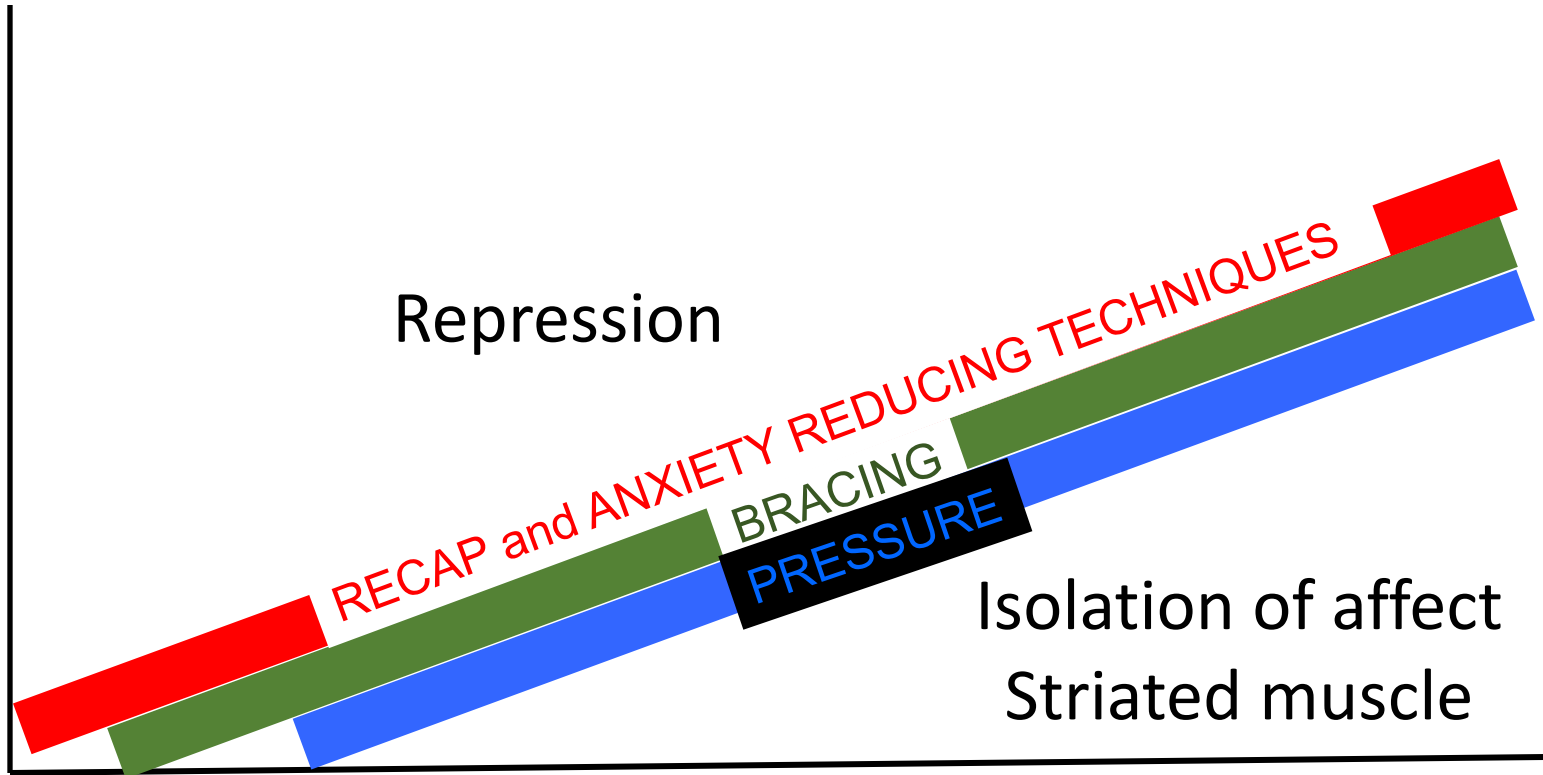 Repression
RECAP and ANXIETY REDUCING TECHNIQUES
BRACING
PRESSURE
Isolation of affect
Striated muscle